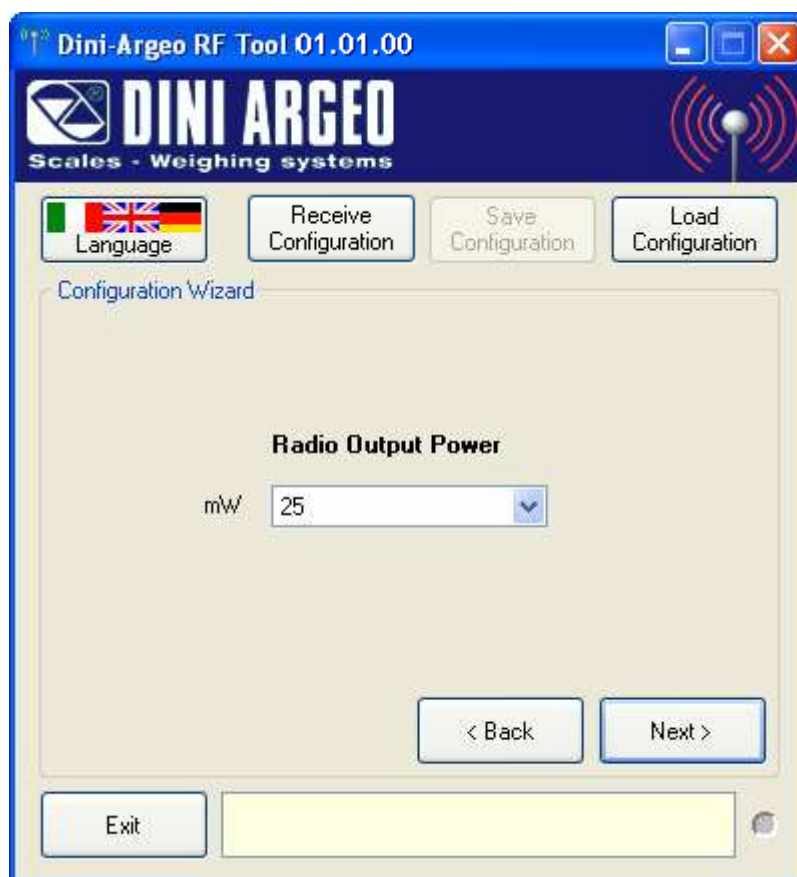 Dini-Argeo RF Tool 01.01.00
DINI ARGEO
Scales - Weighing systems
Language
Receive
Configuration
Save
Configuration
Load
Configuration
Configuration Wizard
Radio Output Power
mW 25
< Back Next >
Exit